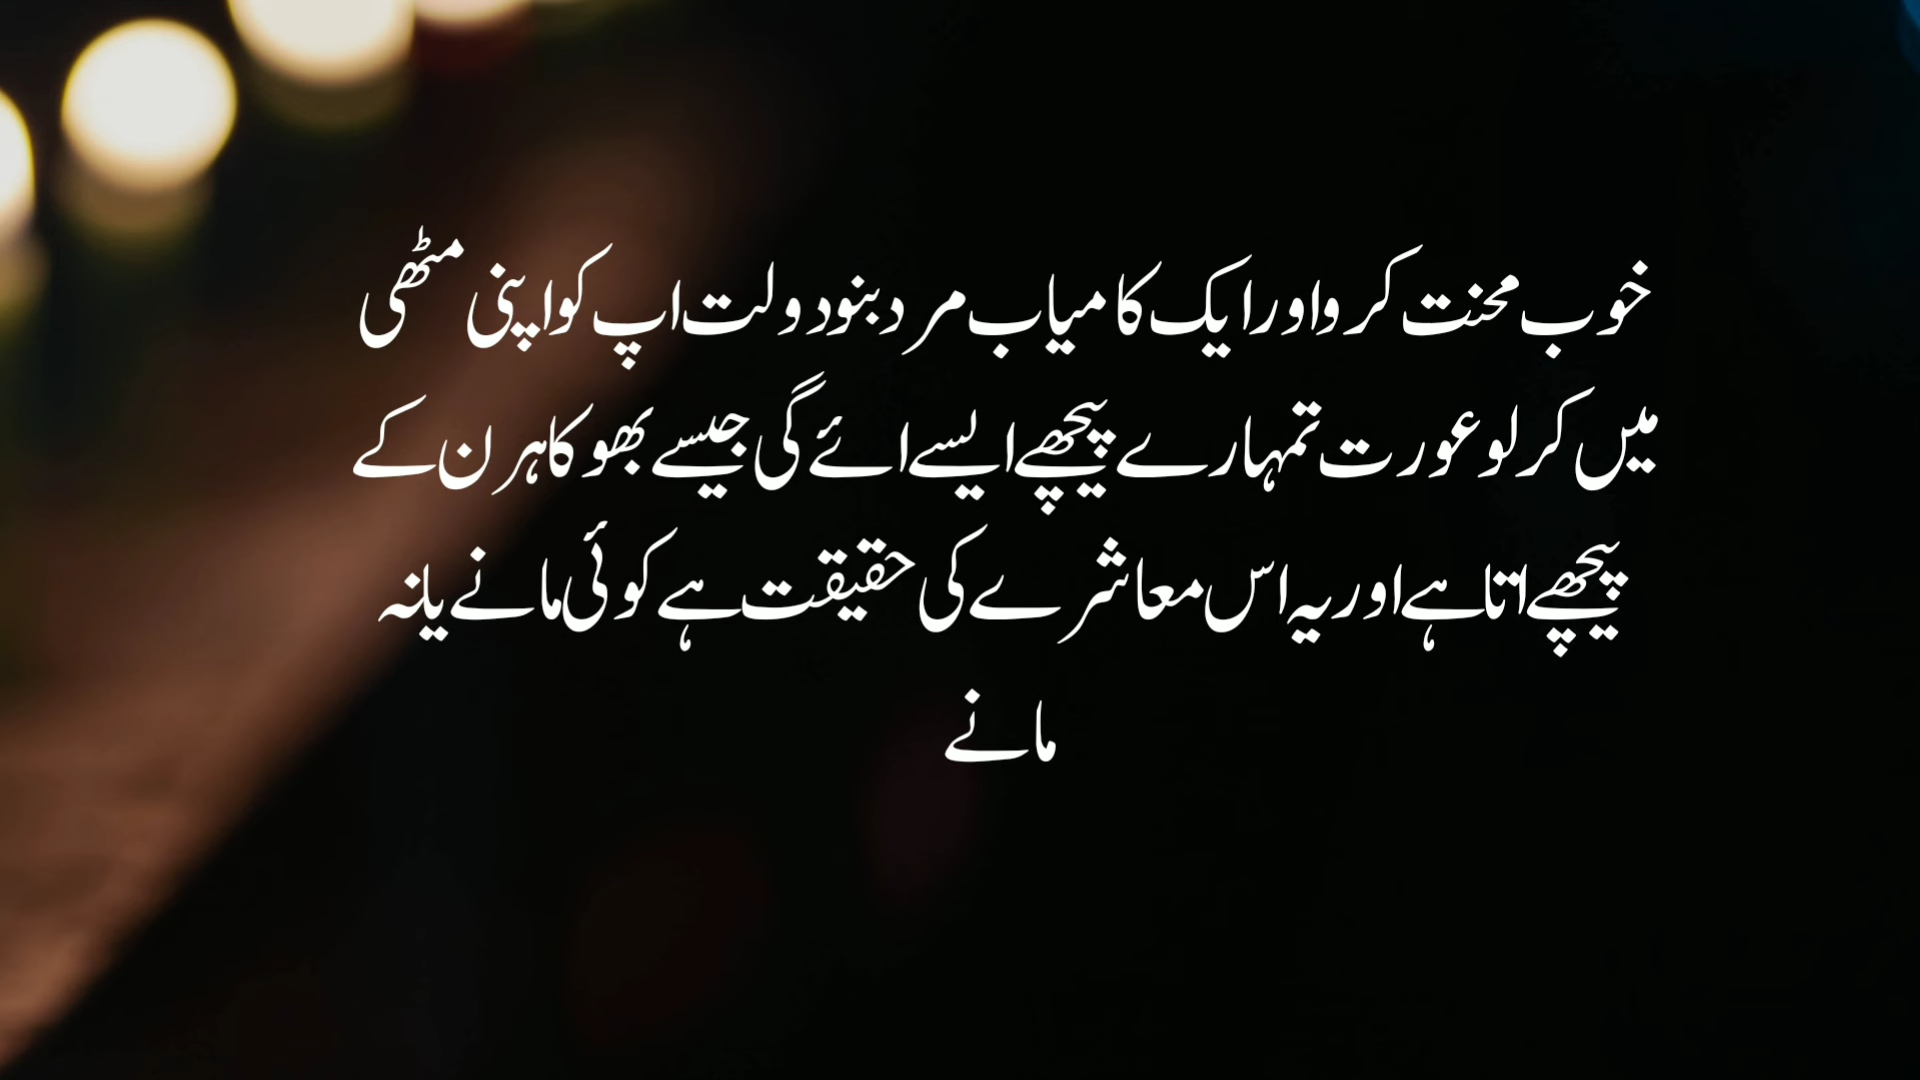 خوب محنت کرو اور ایک کامیاب مرد بنو دولت اپ کو اپنی مٹھی
میں کر لو عورت تمہارے پیچھے ایسے ائے گی جیسے بھوکا ہرن کے
پیچھے اتا ہے اور یہ اس معاشرے کی حقیقت ہے کوئی مانے یا نہ
مانے